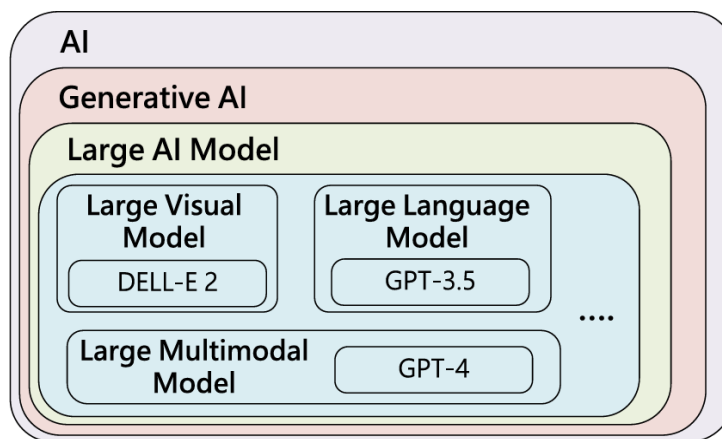 AI
Generative AI
Large AI Model
Large Visual
Model
DELL-E 2
Large Language
Model
GPT-3.5
....
Large Multimodal
Model
GPT-4